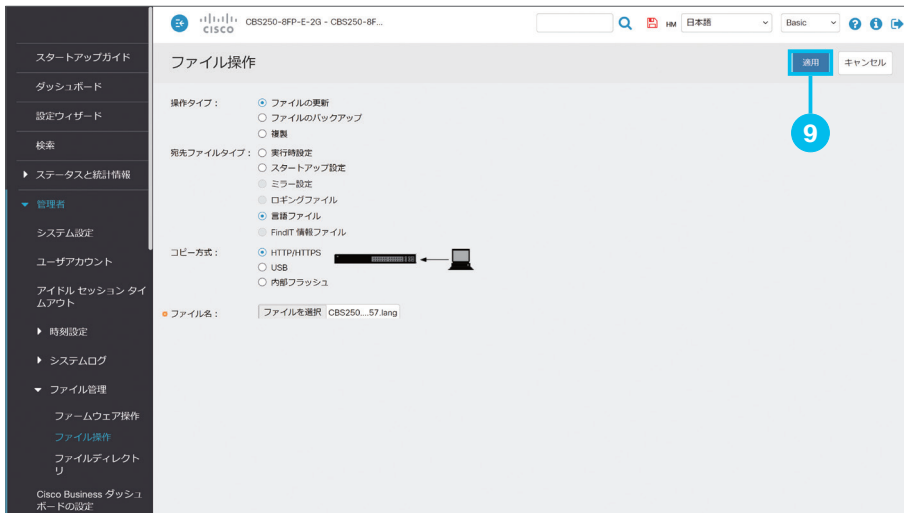 CISCO
CBS250-8FP-E-2G - CBS250-8F...
HM
日本語
Basic
スタートアップガイド
ダッシュボード
設定ウィザード
検索
ステータスと統計情報
管理者
システム設定
ユーザアカウント
アイドル セッション タイ
ムアウト
時刻設定
システムログ
ファイル管理
ファームウェア操作
ファイル操作
ファイルディレクト
リ
Cisco Business ダッシュ
ボードの設定
ファイル操作
適用
キャンセル
9
操作タイプ：
ファイルの更新
ファイルのバックアップ
複製
宛先ファイルタイプ：
実行時設定
スタートアップ設定
ミラー設定
ロギングファイル
言語ファイル
FindIT 情報ファイル
コピー方式：
HTTP/HTTPS
USB
内部フラッシュ
ファイル名：
ファイルを選択 CBS250....57.lang